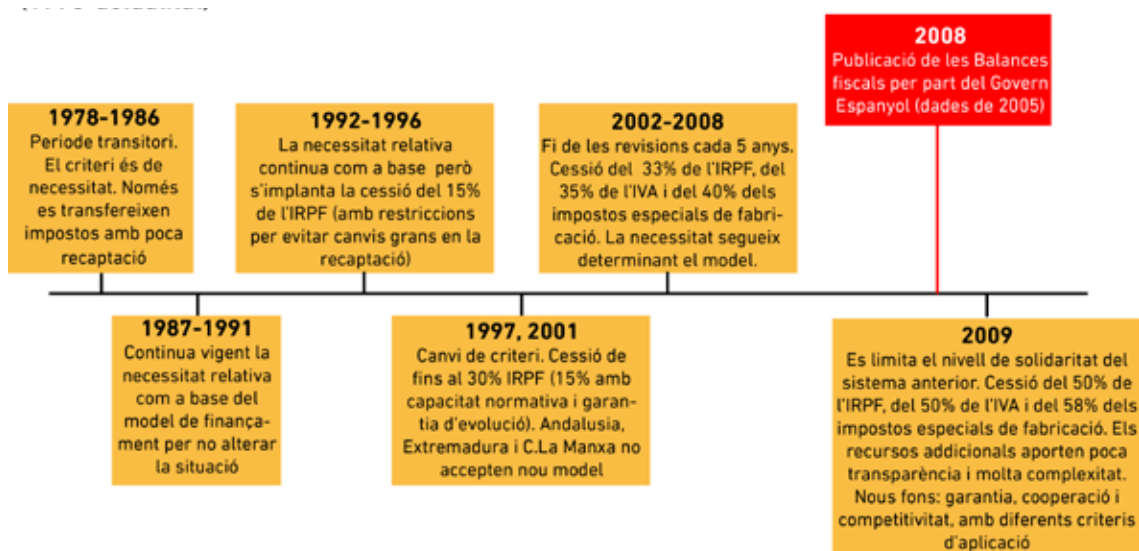 2008
Publicació de les Balances
fiscals per part del Govern
Espanyol (dades de 2005)
1978-1986
Periode transitori.
El criteri és de
necessitat. Només
es transfereixen
impostos amb poca
recaptació
1992-1996
La necessitat relativa
continua com a base però
s'implanta la cessió del 15%
de l'IRPF (amb restriccions
per evitar canvis grans en la
recaptació)
2002-2008
Fi de les revisions cada 5 anys.
Cessió del 33% de l'IRPF, del
35% de l'IVA i del 40% dels
impostos especials de fabri-
cació. La necessitat segueix
determinant el model.
1987-1991
Continua vigent la
necessitat relativa
com a base del
model de finança-
ment per no alterar
la situació
1997, 2001
Canvi de criteri. Cessió de
fins al 30% IRPF (15% amb
capacitat normativa i garan-
tia d'evolució). Andalusia,
Extremadura i C.La Manxa no
accepten nou model
2009
Es limita el nivell de solidaritat del
sistema anterior. Cessió del 50% de
l'IRPF, del 50% de l'IVA i del 58% dels
impostos especials de fabricació. Els
recursos addicionals aporten poca
transparència i molta complexitat.
Nous fons: garantia, cooperació i
competitivitat, amb diferents criteris
d'aplicació